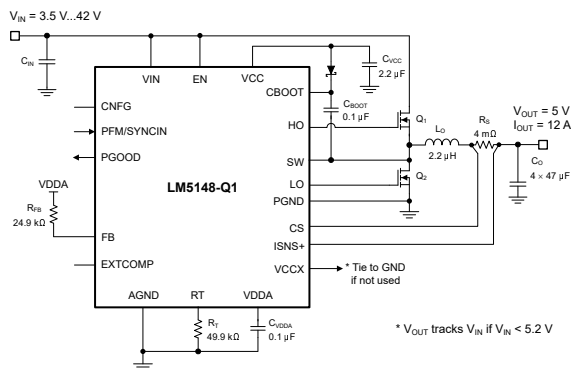 VIN = 3.5 V...42 V
CIN
VIN
EN
VCC
CVCC
2.2 µF
CBOOT
CBOOT
0.1 µF
CNFG
HO
Q1
PFM/SYNCIN
LO
RS
4 mΩ
VOUT = 5 V
IOUT = 12 A
PGOOD
SW
2.2 µH
VDDA
LM5148-Q1
LO
Q2
CO
4 × 47 µF
RFB
24.9 kΩ
PGND
FB
CS
ISNS+
EXTCOMP
VCCX
* Tie to GND
if not used
AGND
RT
VDDA
RT
49.9 kΩ
CVDDA
0.1 µF
* VOUT tracks VIN if VIN < 5.2 V